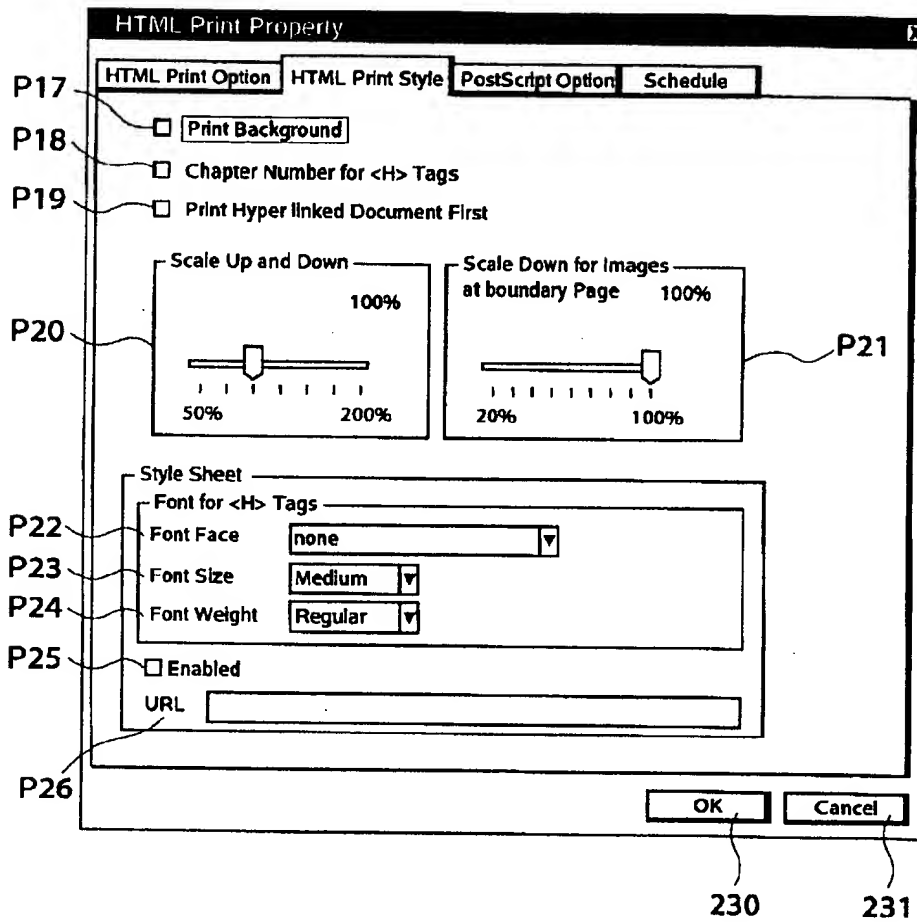 HTML Print Property
HTML Print Option HTML Print Style PostScript Option Schedule
P17 Print Background
P18 Chapter Number for <H> Tags
P19 Print Hyper linked Document First
Scale Up and Down Scale Down for Images
at boundary Page
100% 100%
P20 P21
50% 200% 20% 100%
Style Sheet
Font for <H> Tags
P22 Font Face none
P23 Font Size Medium
P24 Font Weight Regular
P25 Enabled
URL
P26
OK Cancel
230 231